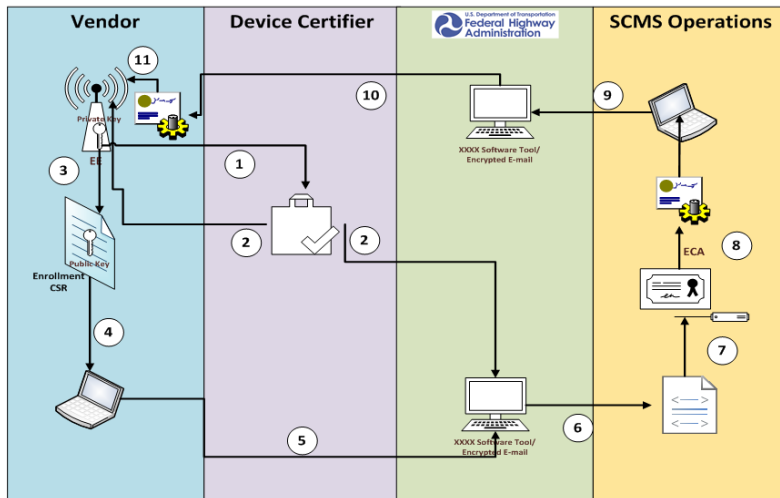 Vendor
Device Certifier
U.S. Department of Transportation
Federal Highway
Administration
SCMS Operations
11
10
9
Private Key
XXXX Software Tool/
Encrypted E-mail
EE
3
1
2
2
8
ECA
Public Key
Enrollment
CSR
4
7
5
6
XXXX Software Tool/
Encrypted E-mail